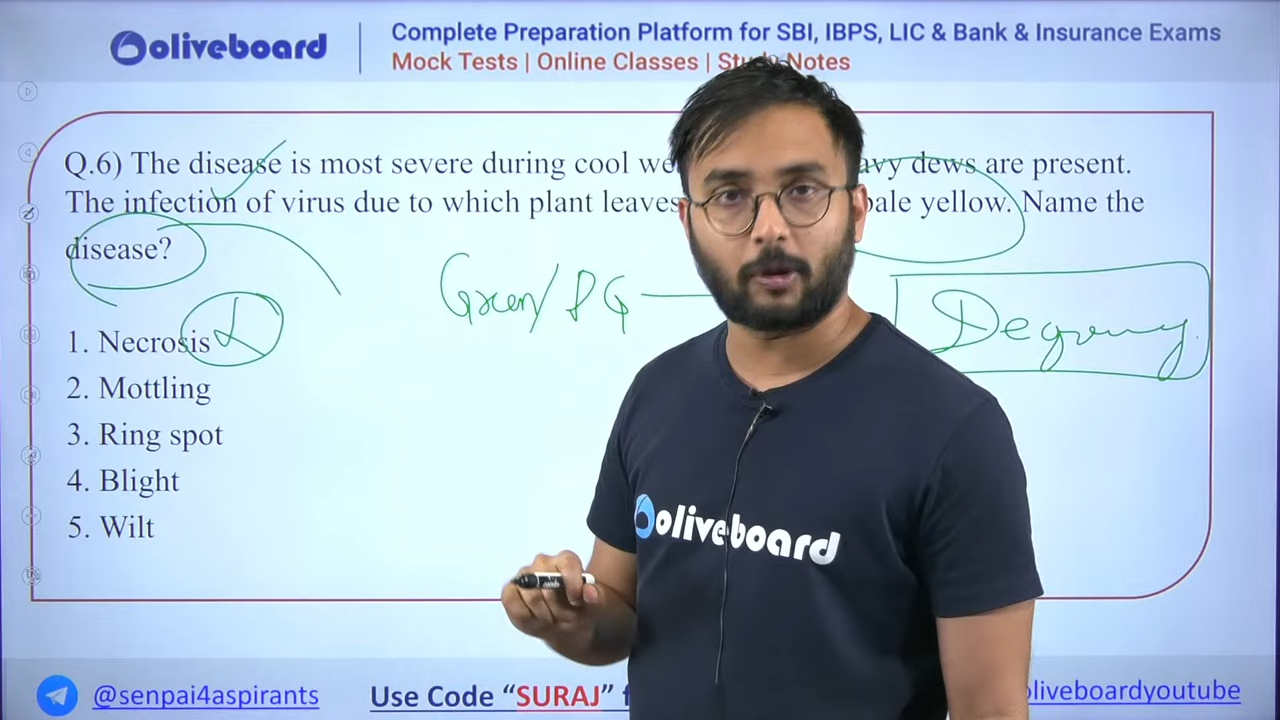 oliveboard
Complete Preparation Platform for SBI, IBPS, LIC & Bank & Insurance Exams
Mock Tests | Online Classes | Study Notes
Q.6) The disease is most severe during cool we avy dews are present.
The infection of virus due to which plant leaves pale yellow. Name the
disease?
Green/PG
1. Necrosis
2. Mottling
3. Ring spot
4. Blight
5. Wilt
oliveboard
@senpai4aspirants
Use Code “SURAJ” f
oliveboardyoutube